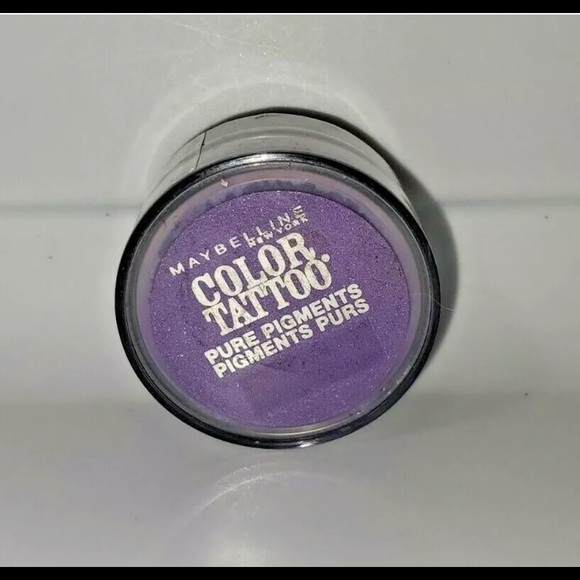 MAYBELLINE
NEW YORK
COLOR
TATTOO®
PURE PIGMENTS
PIGMENTS PURS